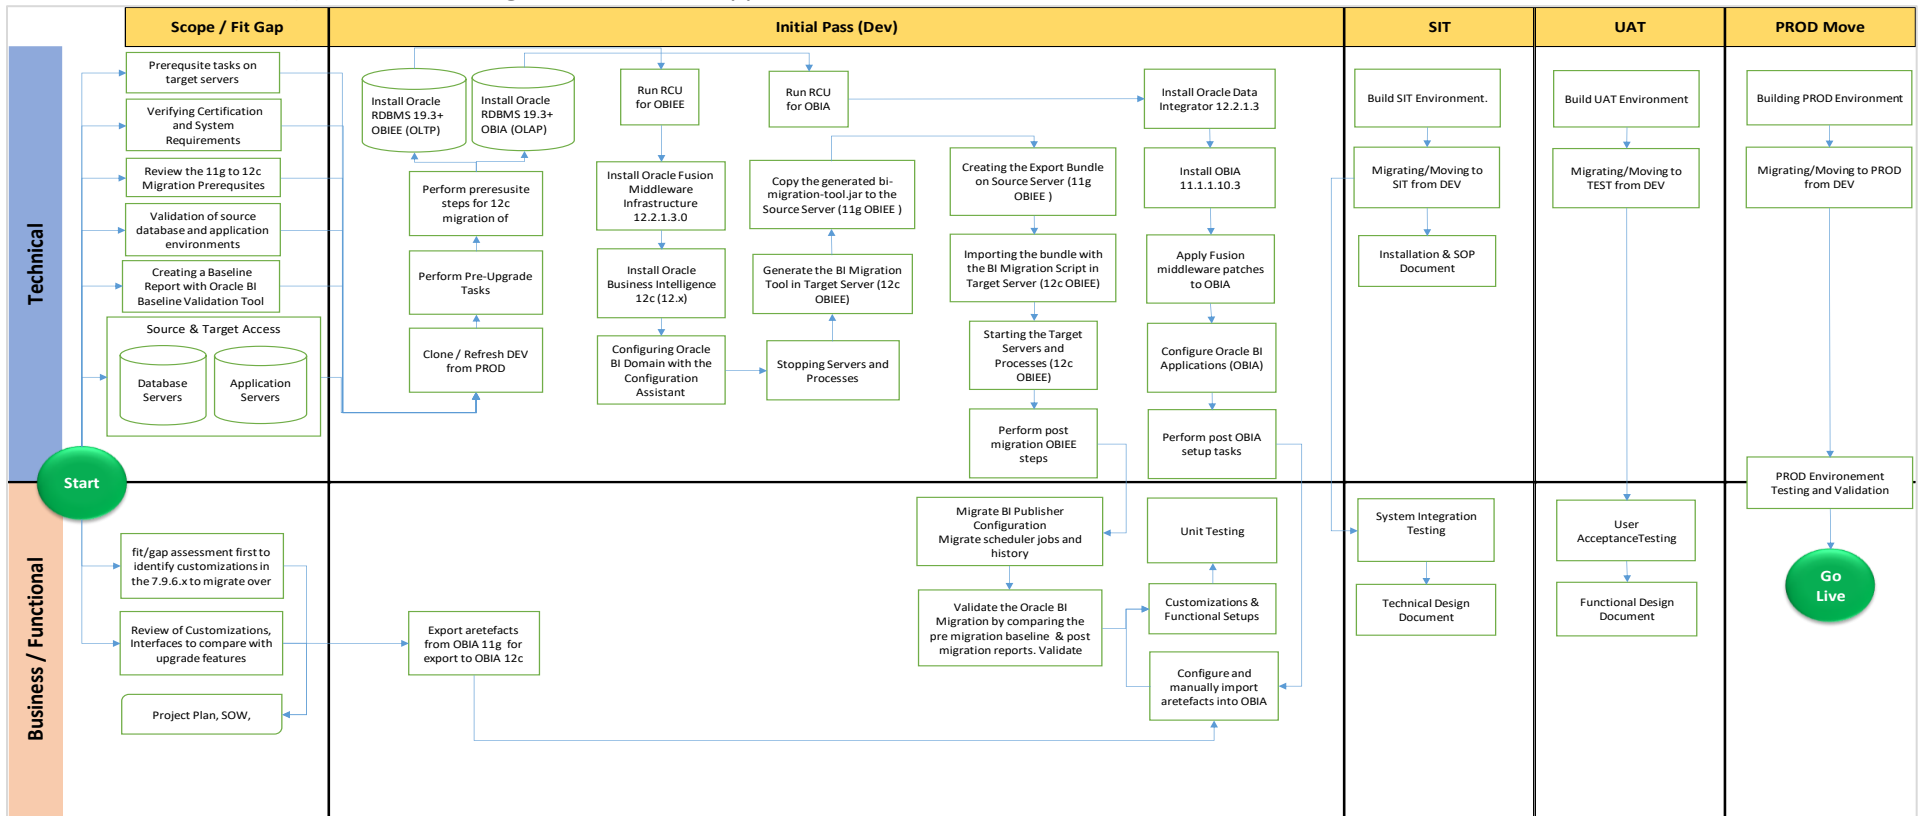 Scope / Fit Gap
Initial Pass (Dev)
SIT
UAT
PROD Move
Technical
Business / Functional
Start
Prerequsite tasks on
target servers
Verifying Certification
and System
Requirements
Review the 11g to 12c
Migration Prerequsites
Validation of source
database and application
environments
Creating a Baseline
Report with Oracle BI
Baseline Validation Tool
Source & Target Access
Database
Servers
Application
Servers
fit/gap assessment first to
identify customizations in
the 7.9.6.x to migrate over
Review of Customizations,
Interfaces to compare with
upgrade features
Project Plan, SOW,
Install Oracle
RDBMS 19.3+
OBIEE (OLTP)
Install Oracle
RDBMS 19.3+
OBIA (OLAP)
Perform preresusite
steps for 12c
migration of
Perform Pre-Upgrade
Tasks
Clone / Refresh DEV
from PROD
Export aretefacts
from OBIA 11g for
export to OBIA 12c
Run RCU
for OBIEE
Install Oracle Fusion
Middleware
Infrastructure
12.2.1.3.0
Install Oracle
Business Intelligence
12c (12.x)
Configuring Oracle
BI Domain with the
Configuration
Assistant
Run RCU
for OBIA
Copy the generated bi-
migration-tool.jar to the
Source Server (11g OBIEE )
Generate the BI Migration
Tool in Target Server (12c
OBIEE)
Stopping Servers and
Processes
Creating the Export Bundle
on Source Server (11g
OBIEE )
Importing the bundle with
the BI Migration Script in
Target Server (12c OBIEE)
Starting the Target
Servers and
Processes (12c
OBIEE)
Perform post
migration OBIEE
steps
Migrate BI Publisher
Configuration
Migrate scheduler jobs and
history
Validate the Oracle BI
Migration by comparing the
pre migration baseline & post
migration reports. Validate
Install Oracle Data
Integrator 12.2.1.3
Install OBIA
11.1.1.10.3
Apply Fusion
middleware patches
to OBIA
Configure Oracle BI
Applications (OBIA)
Perform post OBIA
setup tasks
Unit Testing
Customizations &
Functional Setups
Configure and
manually import
aretefacts into OBIA
Build SIT Environment.
Migrating/Moving to
SIT from DEV
Installation & SOP
Document
System Integration
Testing
Technical Design
Document
Build UAT Environment
Migrating/Moving to
TEST from DEV
User
AcceptanceTesting
Functional Design
Document
Building PROD Environment
Migrating/Moving to PROD
from DEV
PROD Environement
Testing and Validation
Go
Live